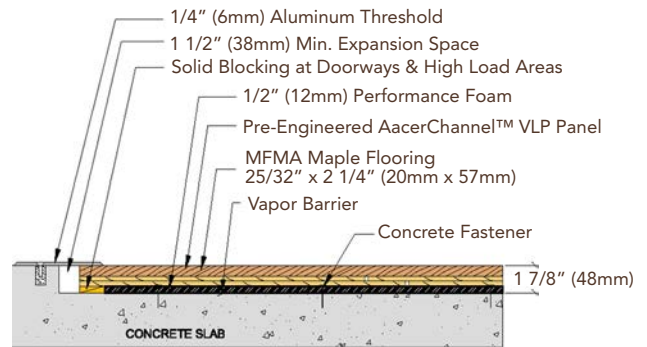 1/4” (6mm) Aluminum Threshold
1 1/2” (38mm) Min. Expansion Space
Solid Blocking at Doorways & High Load Areas
1/2” (12mm) Performance Foam
Pre-Engineered AacerChannel™ VLP Panel
MFMA Maple Flooring
25/32” x 2 1/4” (20mm x 57mm)
Vapor Barrier
Concrete Fastener
1 7/8” (48mm)
CONCRETE SLAB